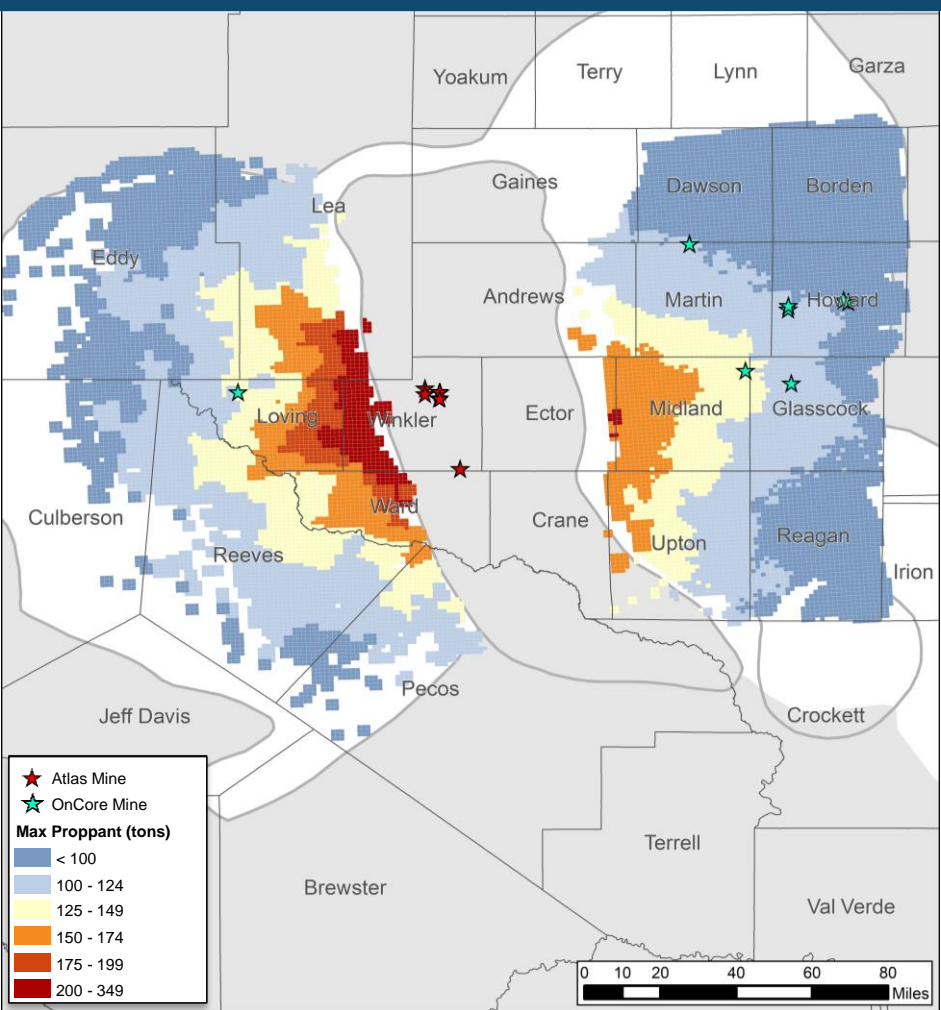 Yoakum
Terry
Lynn
Garza
Gaines
Dawson
Borden
Lea
Eddy
Andrews
Martin
Howard
Loving
Winkler
Ector
Midland
Glasscock
Culberson
Ward
Crane
Reeves
Upton
Reagan
Irion
Pecos
Jeff Davis
Crockett
Terrell
Brewster
Val Verde
Atlas Mine
OnCore Mine
Max Proppant (tons)
< 100
100 - 124
125 - 149
150 - 174
175 - 199
200 - 349
0 10 20 40 60 80
Miles